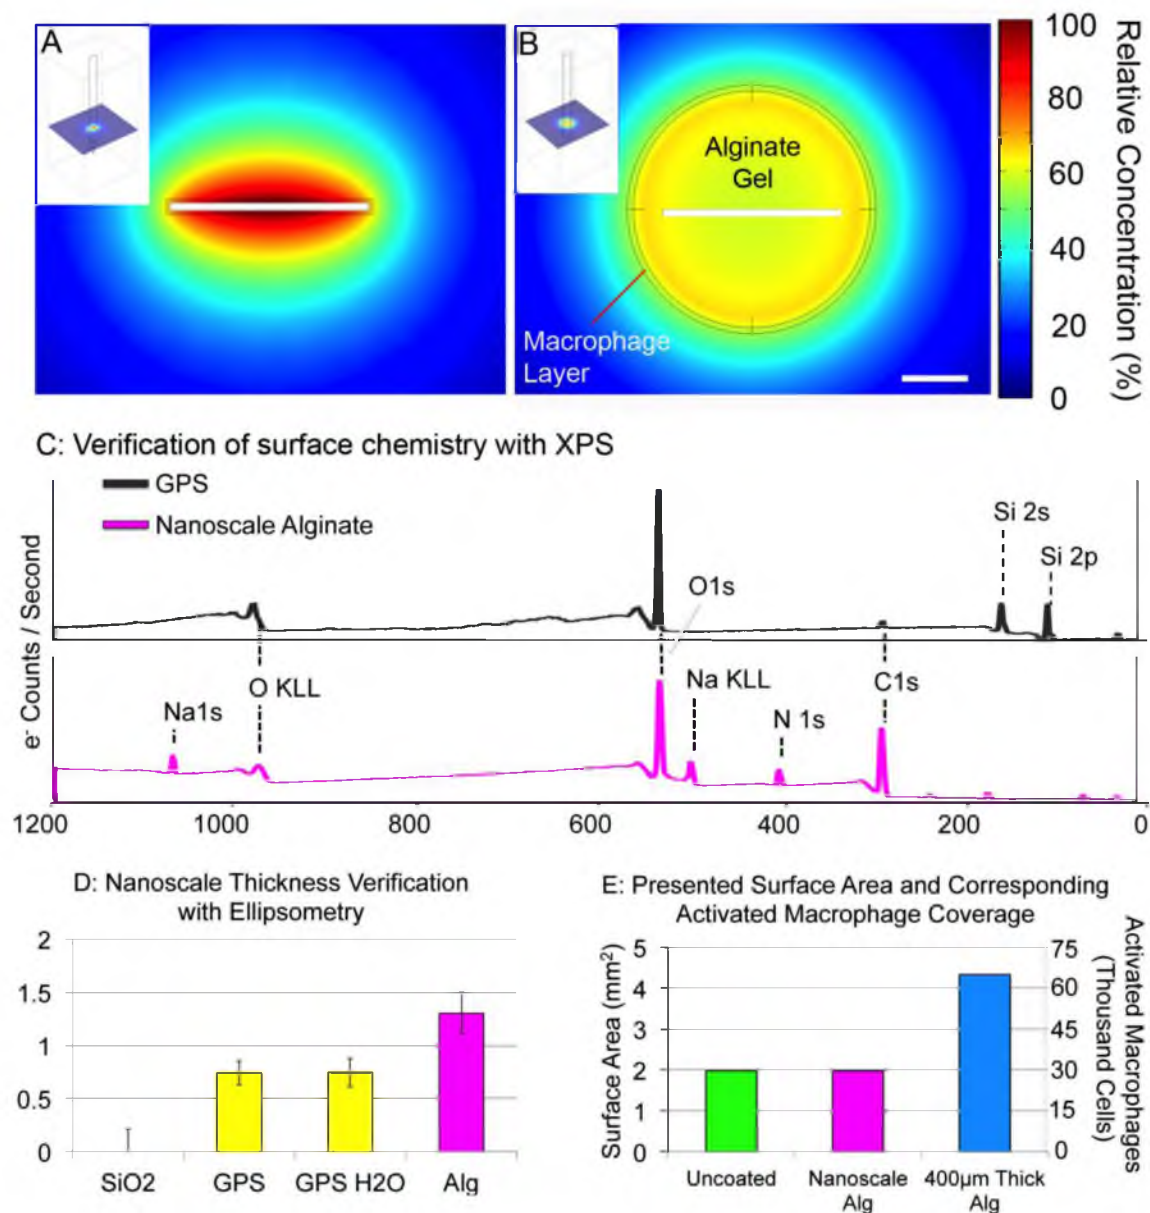 A
B
Alginate
Gel
Macrophage
Layer
100
80
60
40
20
0
Relative Concentration (%)
C: Verification of surface chemistry with XPS
GPS
Nanoscale Alginate
e- Counts / Second
Si 2s
Si 2p
O1s
O KLL
Na1s
Na KLL
N 1s
C1s
1200
1000
800
600
400
200
0
D: Nanoscale Thickness Verification
with Ellipsometry
2
1.5
1
0.5
0
SiO2
GPS
GPS H2O
Alg
E: Presented Surface Area and Corresponding
Activated Macrophage Coverage
Surface Area (mm²)
5
4
3
2
1
0
75
60
45
30
15
0
Activated Macrophages
(Thousand Cells)
Uncoated
Nanoscale
Alg
400µm Thick
Alg